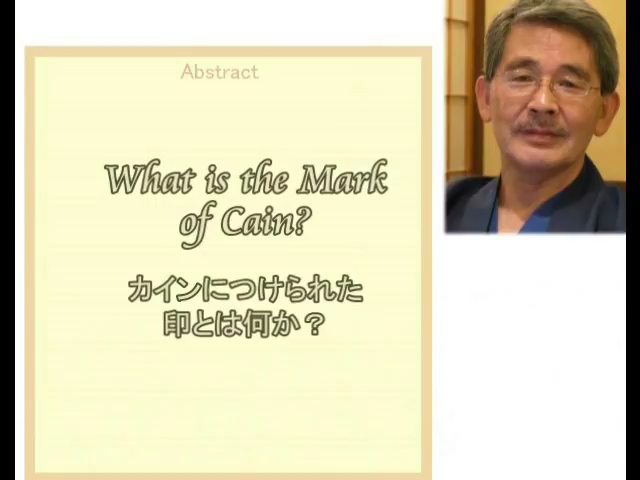 Abstract
What is the Mark
of Cain?
カインにつけられた
印とは何か？